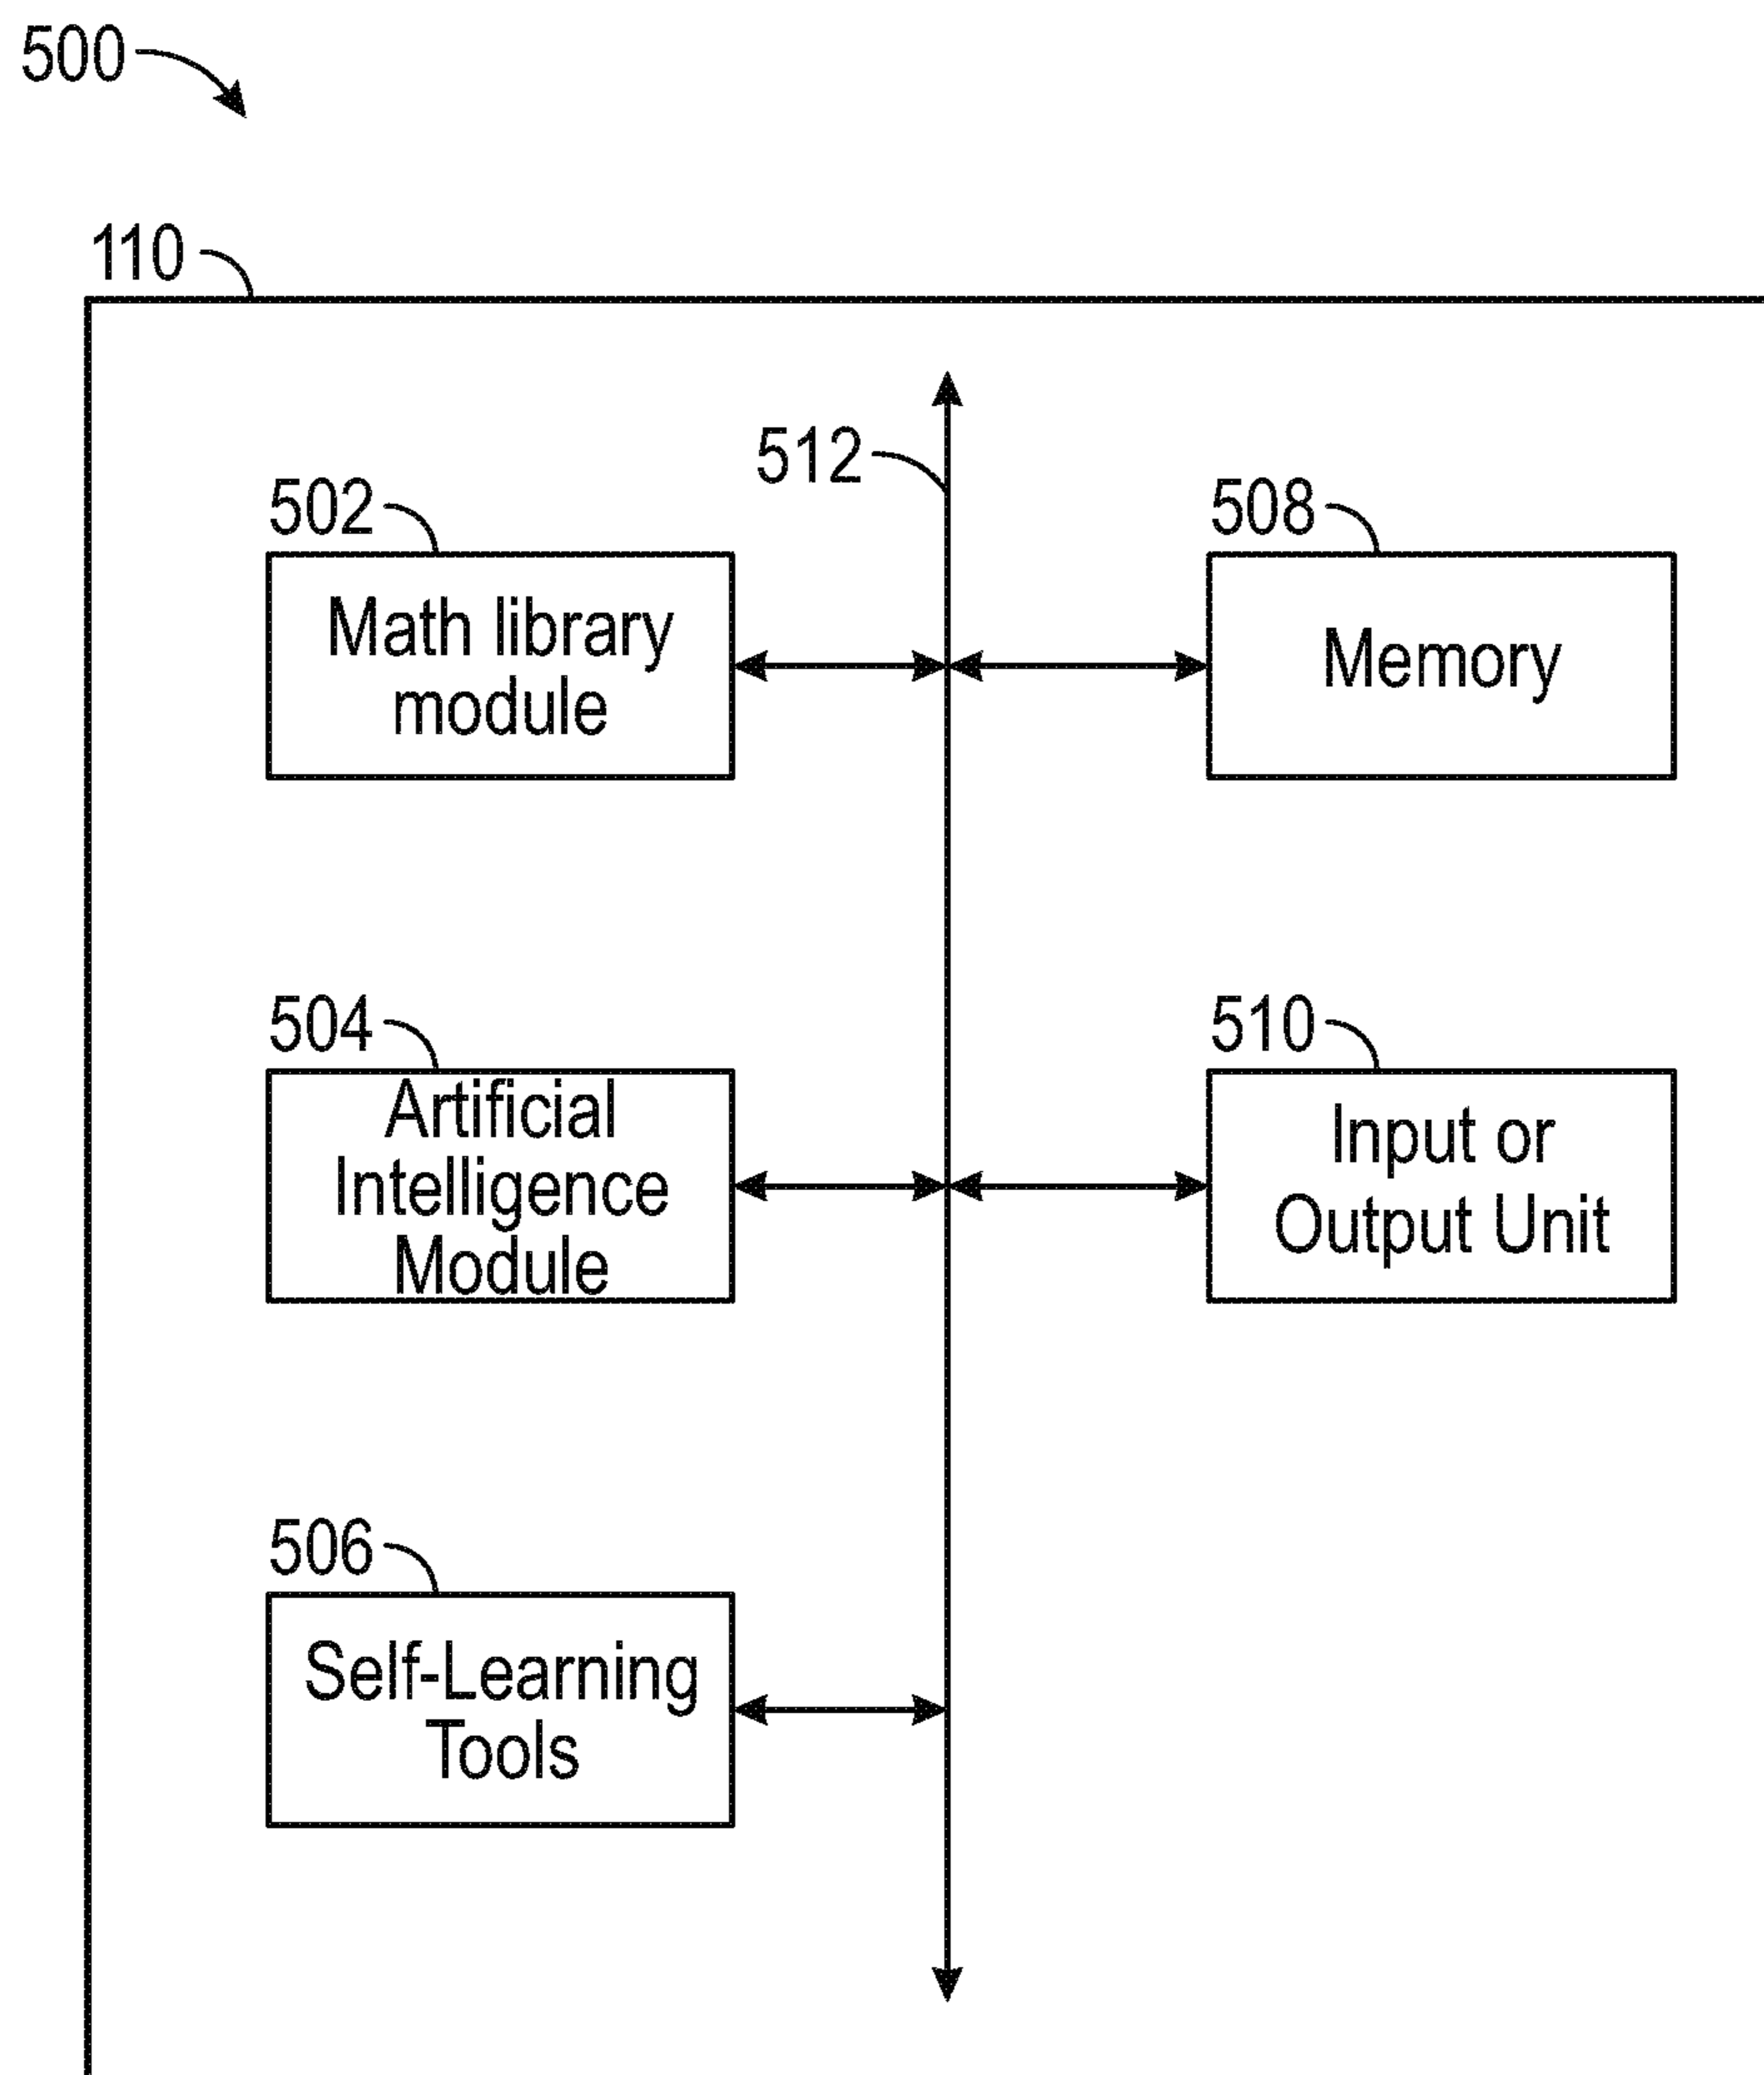 500
110
512
502
508
Math library
module
Memory
504
510
Artificial
Intelligence
Module
Input or
Output Unit
506
Self-Learning
Tools